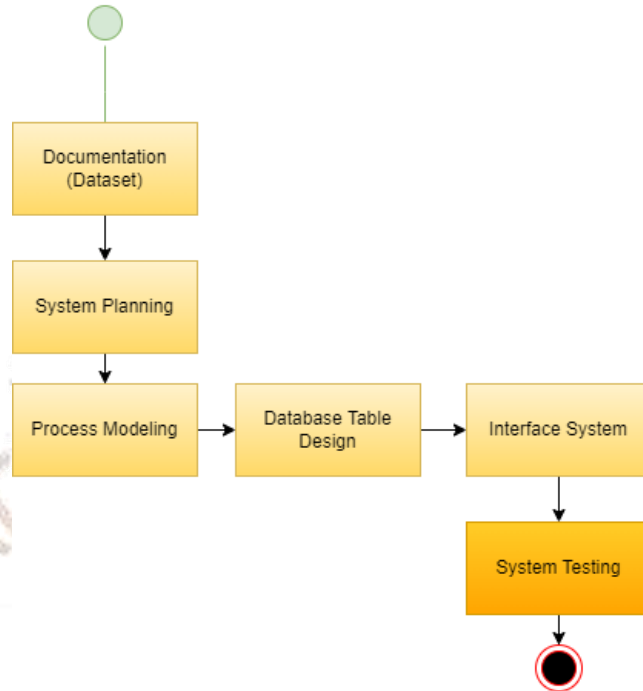 Documentation
(Dataset)
System Planning
Process Modeling
Database Table
Design
Interface System
System Testing